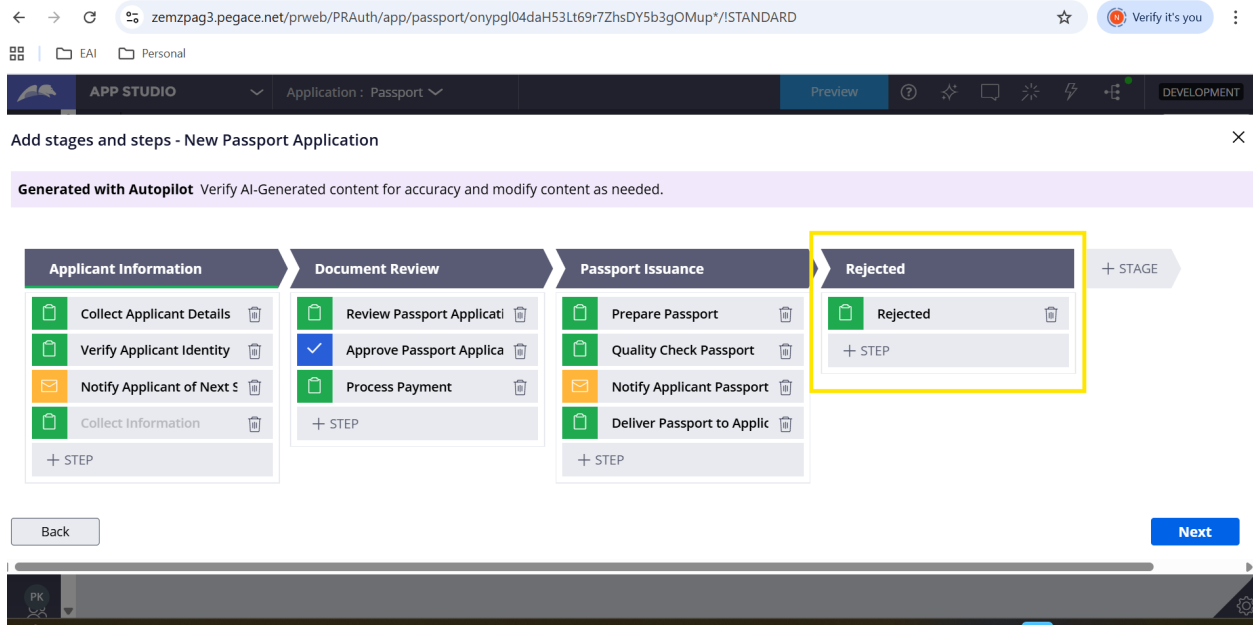 zemzpag3.pegace.net/prweb/PRAuth/app/passport/onypgl04daH53Lt69r7ZhsDY5b3gOMup*/!STANDARD
N
Verify it's you
EAI
Personal
APP STUDIO
Application : Passport
Preview
DEVELOPMENT
Add stages and steps - New Passport Application
Generated with Autopilot Verify AI-Generated content for accuracy and modify content as needed.
Applicant Information
Collect Applicant Details
Verify Applicant Identity
Notify Applicant of Next S
Collect Information
+ STEP
Document Review
Review Passport Applicati
Approve Passport Applica
Process Payment
+ STEP
Passport Issuance
Prepare Passport
Quality Check Passport
Notify Applicant Passport
Deliver Passport to Applic
+ STEP
Rejected
Rejected
+ STEP
+ STAGE
Back
Next
PK